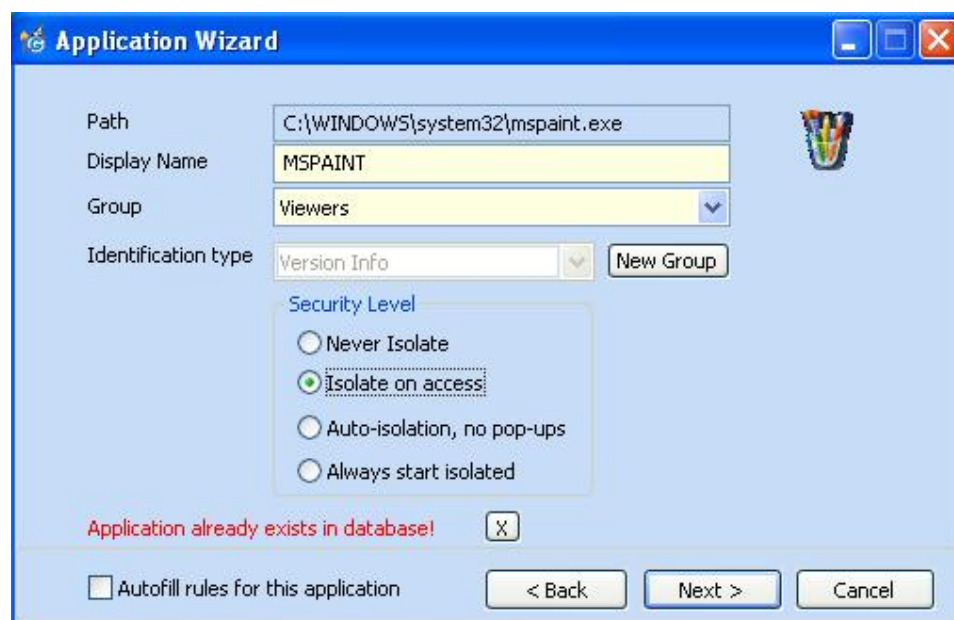 Application Wizard
Path C:\WINDOWS\system32\mspaint.exe
Display Name MSPAINT
Group Viewers
Identification type Version Info New Group
Security Level
Never Isolate
Isolate on access
Auto-isolation, no pop-ups
Always start isolated
Application already exists in database! X
Autofill rules for this application < Back Next > Cancel